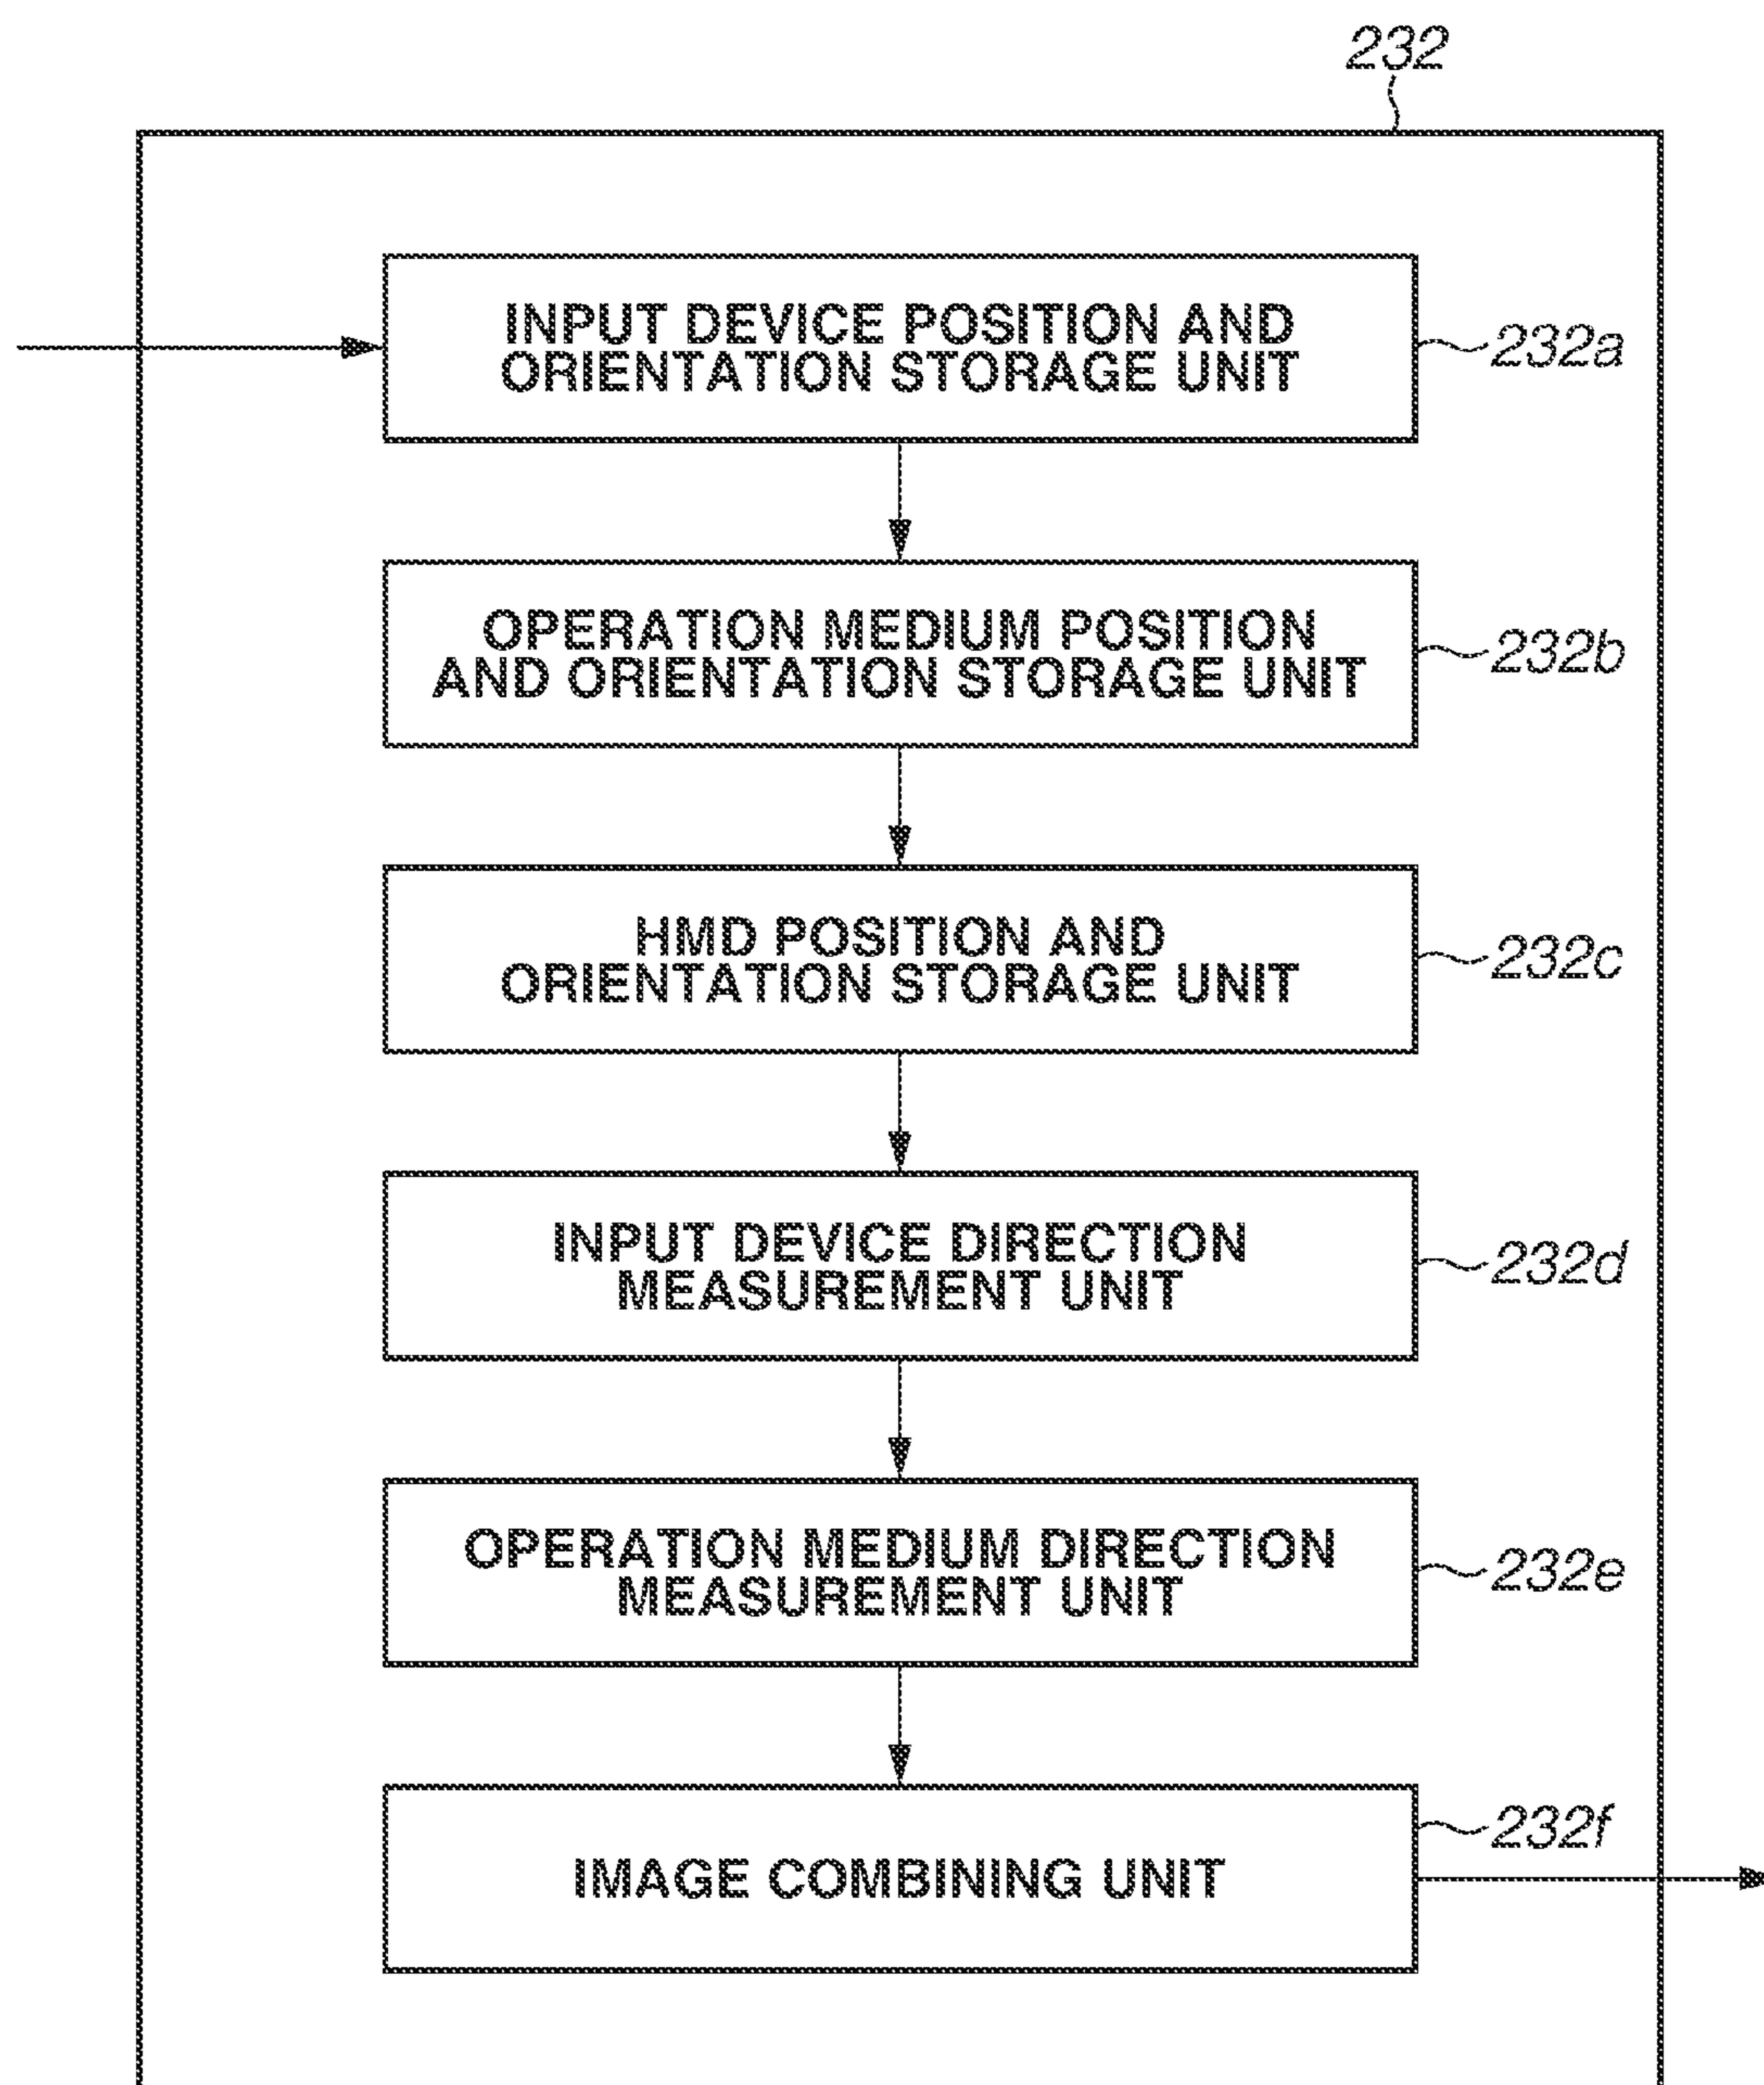 232
INPUT DEVICE POSITION AND
ORIENTATION STORAGE UNIT
232a
OPERATION MEDIUM POSITION
AND ORIENTATION STORAGE UNIT
232b
HMD POSITION AND
ORIENTATION STORAGE UNIT
232c
INPUT DEVICE DIRECTION
MEASUREMENT UNIT
232d
OPERATION MEDIUM DIRECTION
MEASUREMENT UNIT
232e
IMAGE COMBINING UNIT
232f